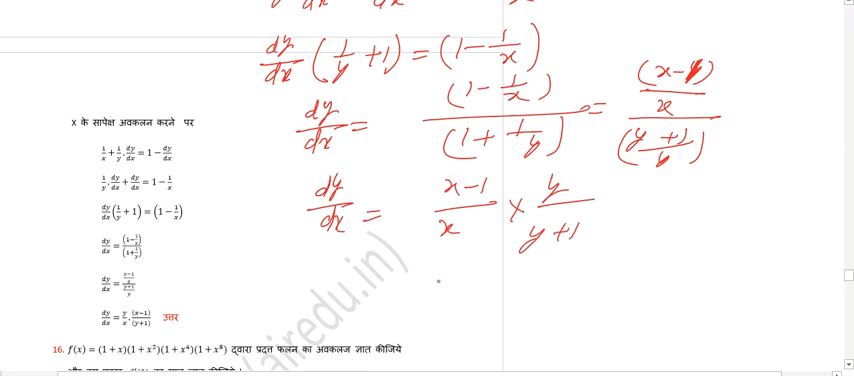 dy/dx (1/y + 1) = (1 - 1/x)
dy/dx = (1 - 1/x) / (1 + 1/y) = ((x-1)/x) / ((y+1)/y)
dy/dx = (x-1)/x × y/(y+1)
X के सापेक्ष अवकलन करने पर
1/x + 1/y . dy/dx = 1 − dy/dx
1/y . dy/dx + dy/dx = 1 − 1/x
dy/dx (1/y + 1) = (1 − 1/x)
dy/dx = (1−1/x) / (1+1/y)
dy/dx = ((x−1)/x) / ((y+1)/y)
dy/dx = y/x . (x−1)/(y+1) उत्तर
16. f(x) = (1 + x)(1 + x²)(1 + x⁴)(1 + x⁸) द्वारा प्रदत्त फलन का अवकलज ज्ञात कीजिये
airedu.in)